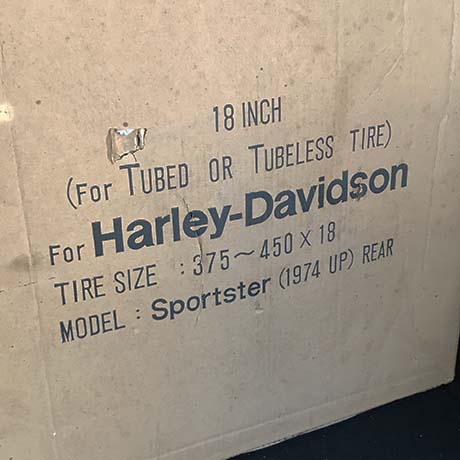 18 INCH
(FOR TUBED OR TUBELESS TIRE)
For Harley-Davidson
TIRE SIZE : 375~450 X 18
MODEL : Sportster (1974 UP) REAR